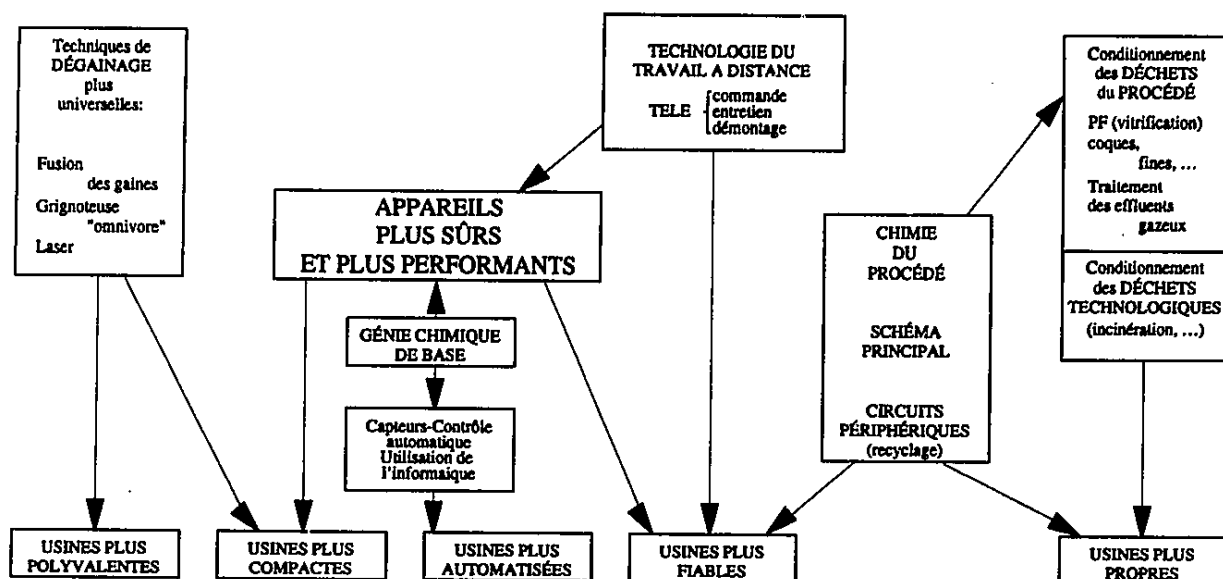 Techniques de
DÉGAINAGE
plus
universelles:
Fusion
des gaines
Grignoteuse
"omnivore"
Laser
TECHNOLOGIE DU
TRAVAIL A DISTANCE
TELE
commande
entretien
démontage
Conditionnement
des DÉCHETS
du PROCÉDÉ
PF (vitrification)
coques,
fines, ...
Traitement
des effluents
gazeux
Conditionnement
des DÉCHETS
TECHNOLOGIQUES
(incinération, ...)
APPAREILS
PLUS SÛRS
ET PLUS PERFORMANTS
GÉNIE CHIMIQUE
DE BASE
Capteurs-Contrôle
automatique
Utilisation de
l'informaique
CHIMIE
DU
PROCÉDÉ
SCHÉMA
PRINCIPAL
CIRCUITS
PÉRIPHÉRIQUES
(recyclage)
USINES PLUS
POLYVALENTES
USINES PLUS
COMPACTES
USINES PLUS
AUTOMATISÉES
USINES PLUS
FIABLES
USINES PLUS
PROPRES